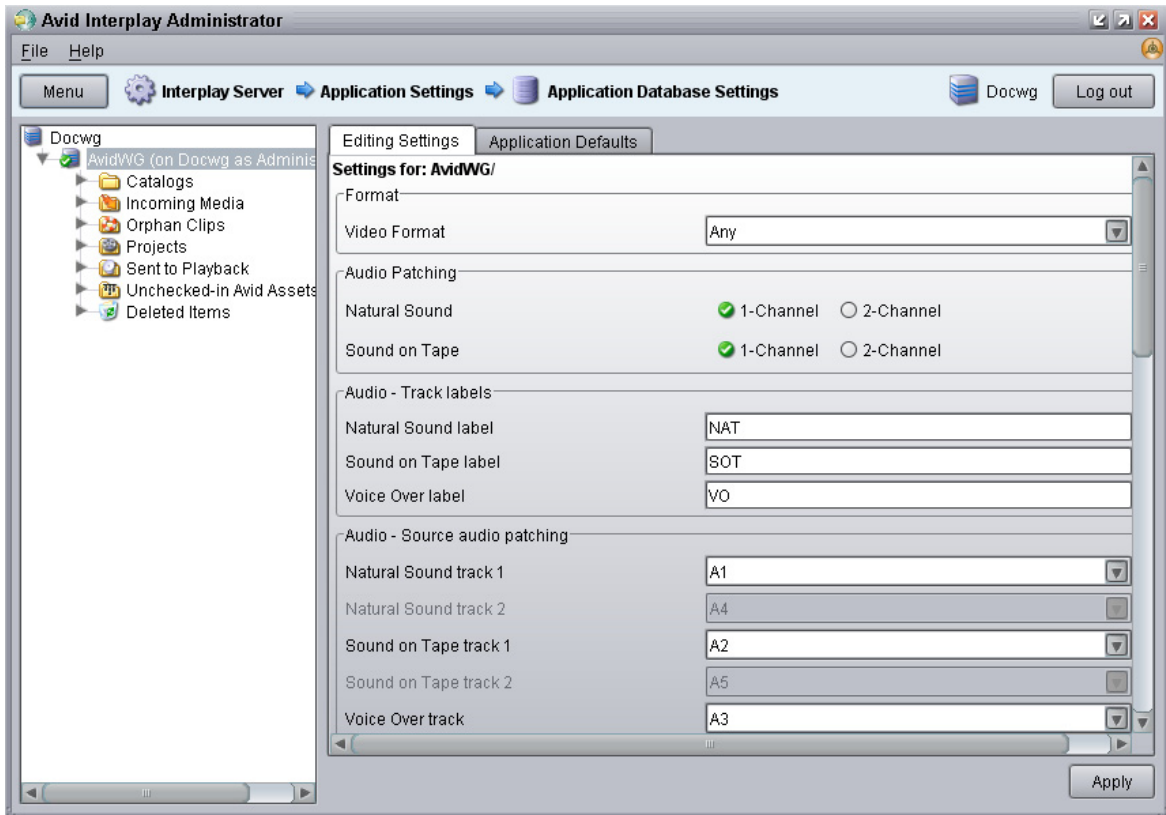 Avid Interplay Administrator
File Help
Menu Interplay Server Application Settings Application Database Settings Docwg Log out
Docwg
AvidWG (on Docwg as Adminis
Catalogs
Incoming Media
Orphan Clips
Projects
Sent to Playback
Unchecked-in Avid Assets
Deleted Items
Editing Settings Application Defaults
Settings for: AvidWG/
Format
Video Format Any
Audio Patching
Natural Sound 1-Channel 2-Channel
Sound on Tape 1-Channel 2-Channel
Audio - Track labels
Natural Sound label NAT
Sound on Tape label SOT
Voice Over label VO
Audio - Source audio patching
Natural Sound track 1 A1
Natural Sound track 2 A4
Sound on Tape track 1 A2
Sound on Tape track 2 A5
Voice Over track A3
Apply